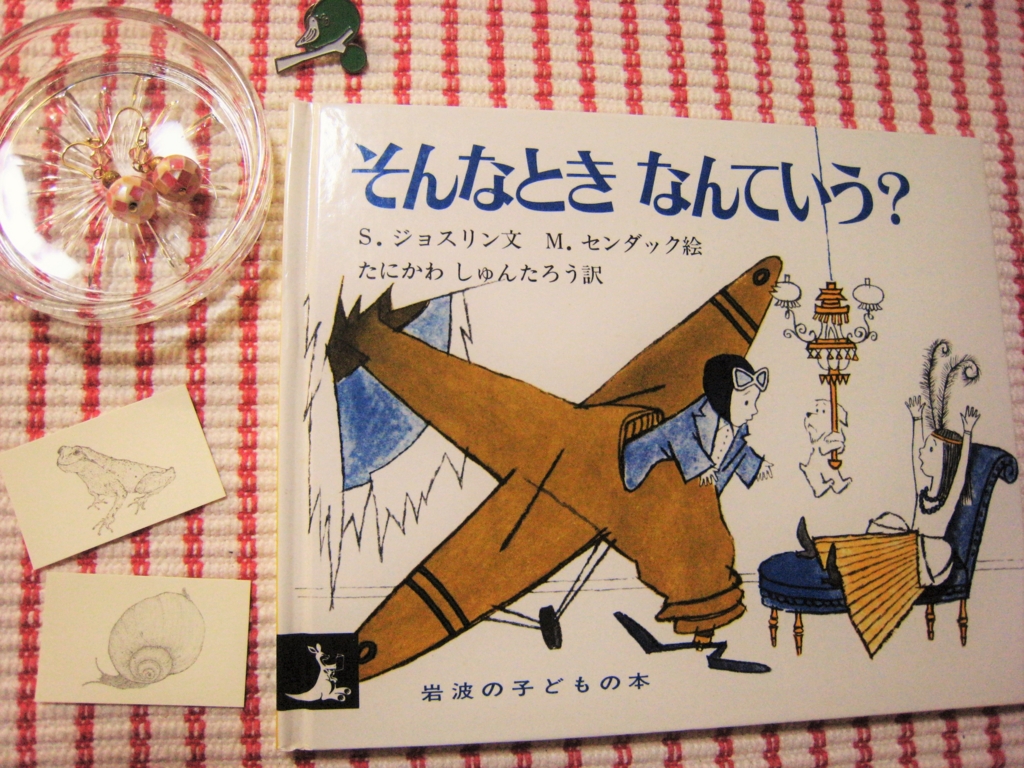 そんなとき なんていう?
S. ジョスリン文 M. センダック絵
たにかわ しゅんたろう訳
岩波の子どもの本